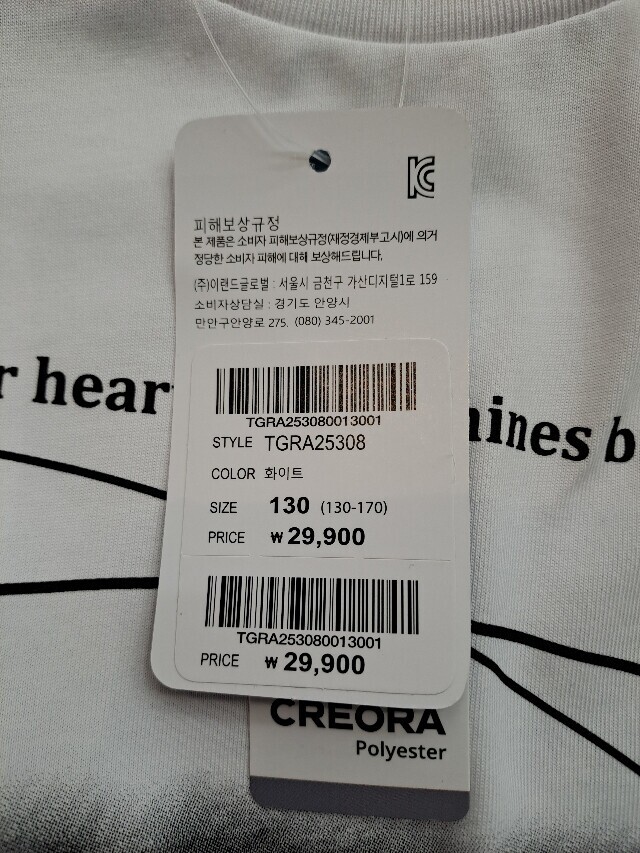 피해보상규정
본 제품은 소비자 피해보상규정(재정경제부고시)에 의거
정당한 소비자 피해에 대해 보상해드립니다.
(주)이랜드글로벌 : 서울시 금천구 가산디지털1로 159
소비자상담실 : 경기도 안양시
만안구안양로 275. (080) 345-2001
TGRA253080013001
STYLE TGRA25308
COLOR 화이트
SIZE 130 (130-170)
PRICE ₩29,900
TGRA253080013001
PRICE ₩29,900
CREORA
Polyester